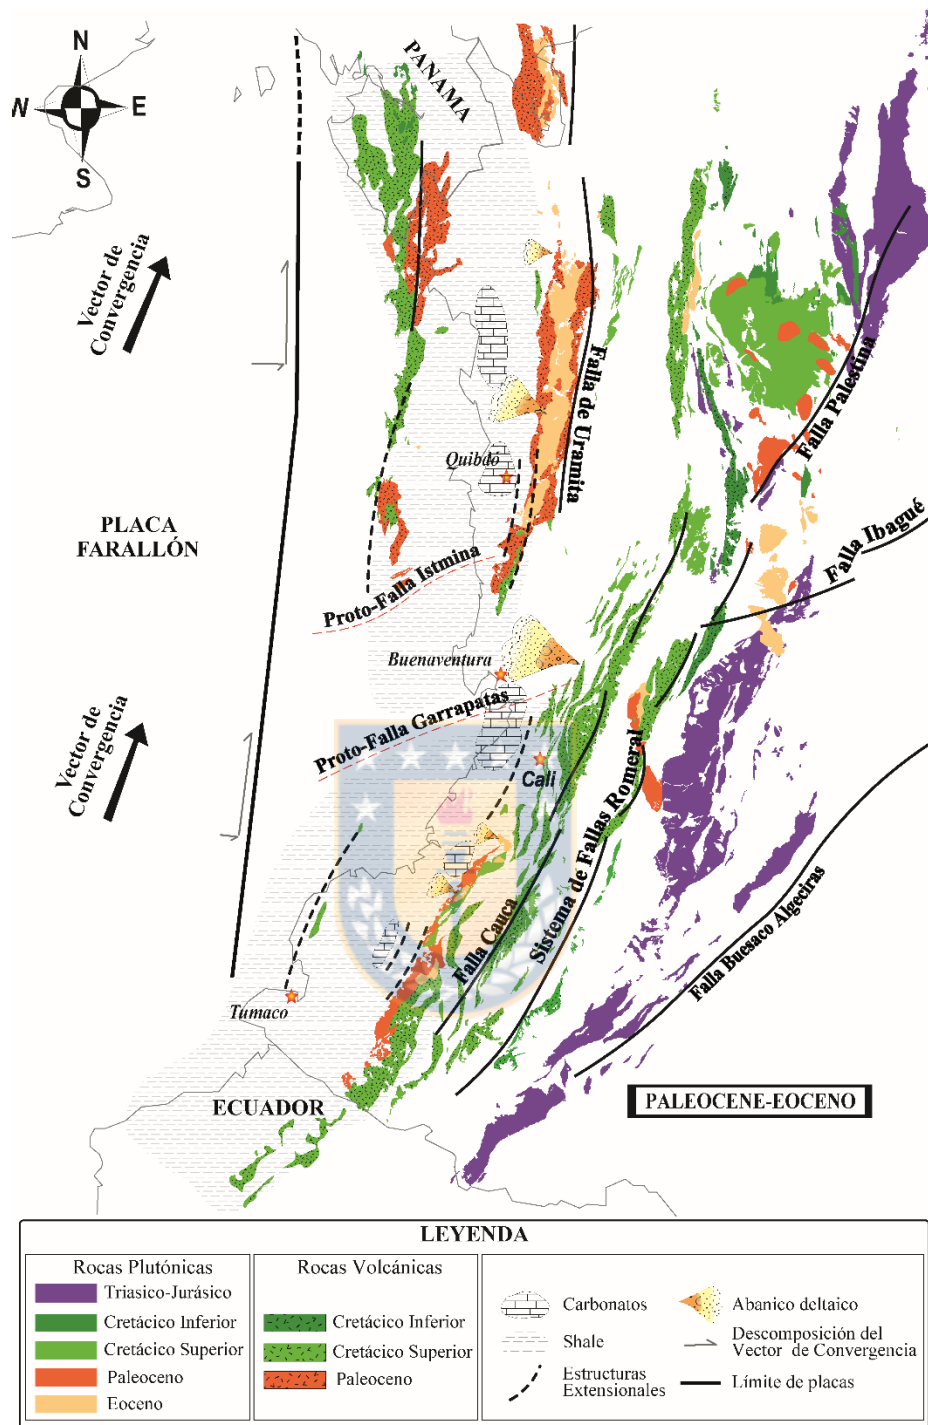 N
W
E
S
PANAMA
Vector de
Convergencia
Falla de Uramita
Falla Palestina
Quibdó
PLACA
FARALLÓN
Falla Ibagué
Proto-Falla Istmina
Buenaventura
Proto-Falla Garrapatas
Vector de
Convergencia
Cali
Sistema de Fallas Romeral
Falla Cauca
Falla Buesaco Algeciras
Tumaco
ECUADOR
PALEOCENE-EOCENO
LEYENDA
Rocas Plutónicas
Triasico-Jurásico
Cretácico Inferior
Cretácico Superior
Paleoceno
Eoceno
Rocas Volcánicas
Cretácico Inferior
Cretácico Superior
Paleoceno
Carbonatos
Shale
Estructuras
Extensionales
Abanico deltaico
Descomposición del
Vector de Convergencia
Límite de placas